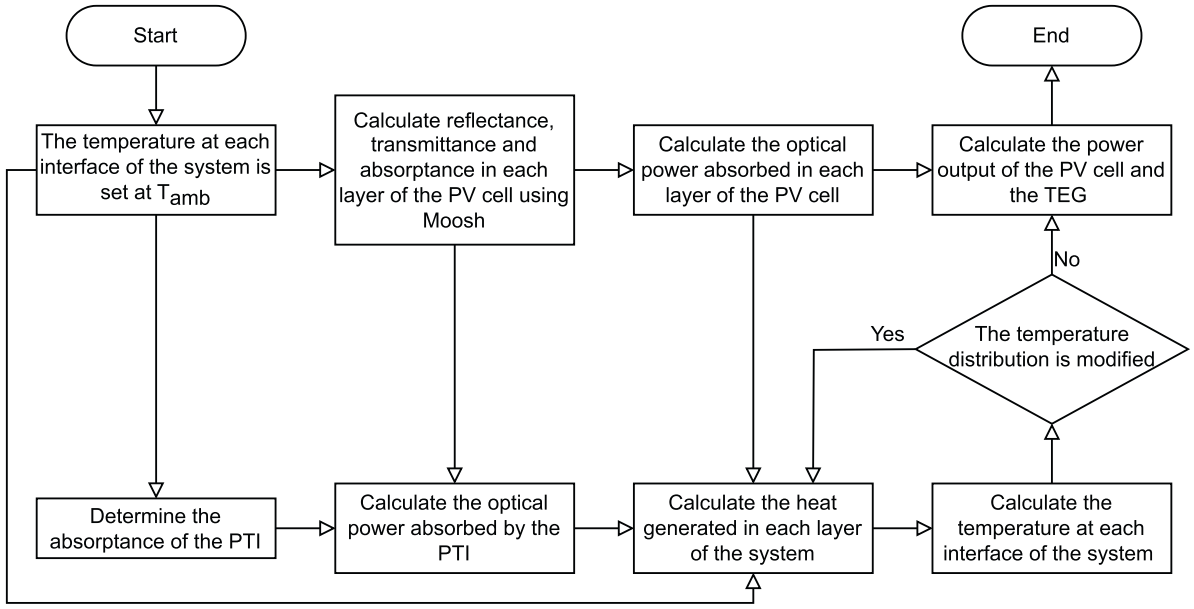 Start
End
The temperature at each
interface of the system is
set at Tamb
Calculate reflectance,
transmittance and
absorptance in each
layer of the PV cell using
Moosh
Calculate the optical
power absorbed in each
layer of the PV cell
Calculate the power
output of the PV cell and
the TEG
No
Yes
The temperature
distribution is modified
Determine the
absorptance of the PTI
Calculate the optical
power absorbed by the
PTI
Calculate the heat
generated in each layer
of the system
Calculate the
temperature at each
interface of the system